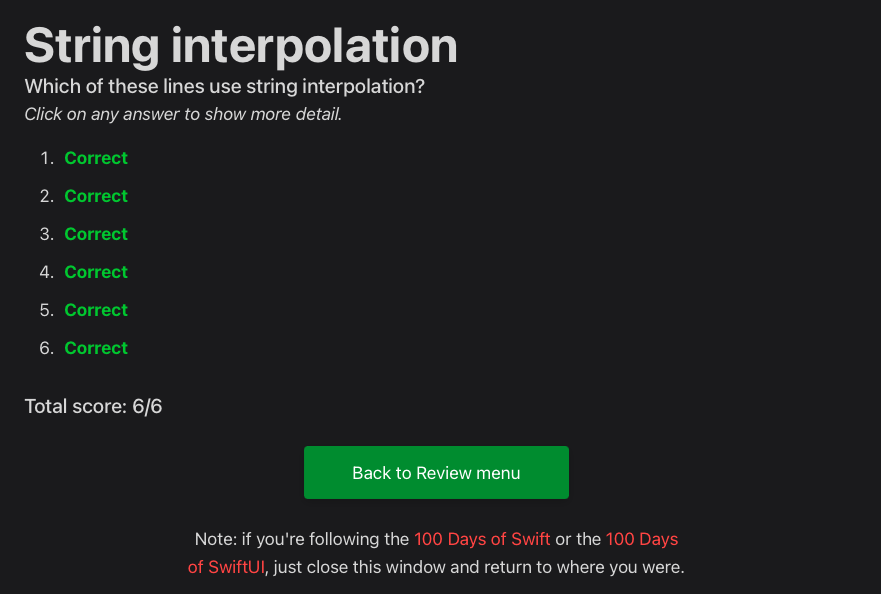 String interpolation
Which of these lines use string interpolation?
Click on any answer to show more detail.
1. Correct
2. Correct
3. Correct
4. Correct
5. Correct
6. Correct
Total score: 6/6
Back to Review menu
Note: if you're following the 100 Days of Swift or the 100 Days
of SwiftUI, just close this window and return to where you were.